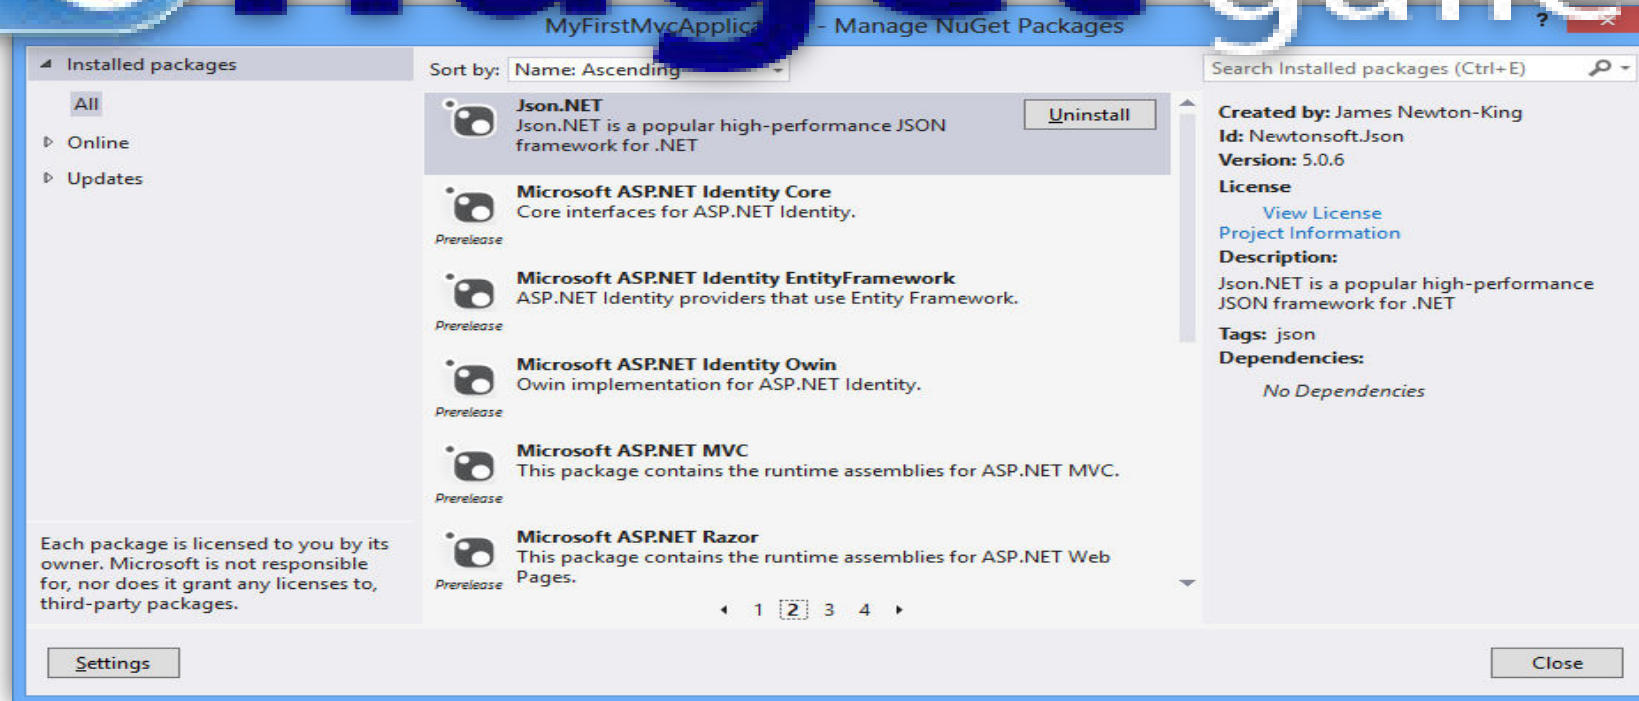 nuget
MyFirstMvcApplic - Manage NuGet Packages
?
Installed packages
All
Online
Updates
Each package is licensed to you by its
owner. Microsoft is not responsible
for, nor does it grant any licenses to,
third-party packages.
Settings
Sort by: Name: Ascending
Json.NET
Json.NET is a popular high-performance JSON
framework for .NET
Uninstall
Microsoft ASP.NET Identity Core
Core interfaces for ASP.NET Identity.
Prerelease
Microsoft ASP.NET Identity EntityFramework
ASP.NET Identity providers that use Entity Framework.
Prerelease
Microsoft ASP.NET Identity Owin
Owin implementation for ASP.NET Identity.
Prerelease
Microsoft ASP.NET MVC
This package contains the runtime assemblies for ASP.NET MVC.
Prerelease
Microsoft ASP.NET Razor
This package contains the runtime assemblies for ASP.NET Web
Pages.
Prerelease
1 2 3 4
Search Installed packages (Ctrl+E)
Created by: James Newton-King
Id: Newtonsoft.Json
Version: 5.0.6
License
View License
Project Information
Description:
Json.NET is a popular high-performance
JSON framework for .NET
Tags: json
Dependencies:
No Dependencies
Close